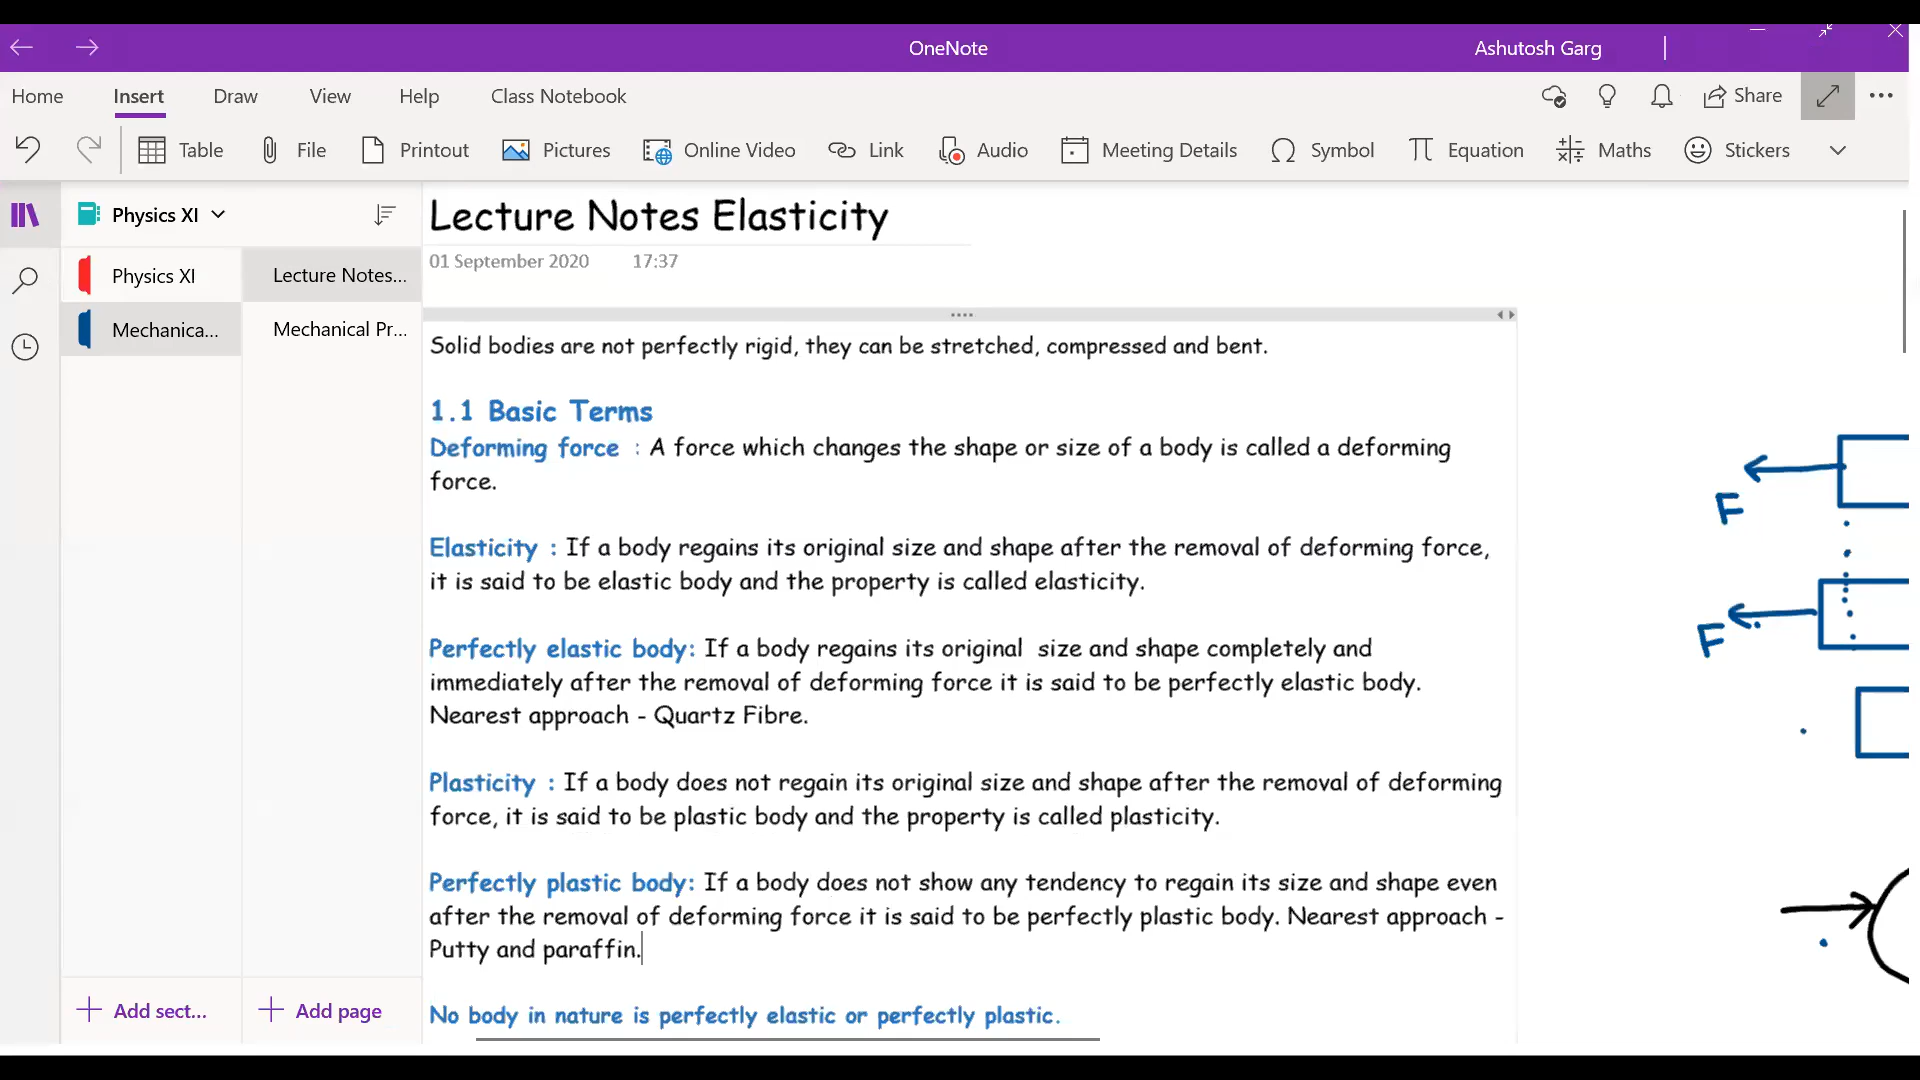 OneNote
Ashutosh Garg
Home Insert Draw View Help Class Notebook
Share
Table File Printout Pictures Online Video Link Audio Meeting Details Symbol Equation Maths Stickers
Physics XI
Physics XI
Mechanica...
Lecture Notes...
Mechanical Pr...
Add sect...
Add page
Lecture Notes Elasticity
01 September 2020 17:37
Solid bodies are not perfectly rigid, they can be stretched, compressed and bent.
1.1 Basic Terms
Deforming force : A force which changes the shape or size of a body is called a deforming
force.
Elasticity : If a body regains its original size and shape after the removal of deforming force,
it is said to be elastic body and the property is called elasticity.
Perfectly elastic body: If a body regains its original size and shape completely and
immediately after the removal of deforming force it is said to be perfectly elastic body.
Nearest approach - Quartz Fibre.
Plasticity : If a body does not regain its original size and shape after the removal of deforming
force, it is said to be plastic body and the property is called plasticity.
Perfectly plastic body: If a body does not show any tendency to regain its size and shape even
after the removal of deforming force it is said to be perfectly plastic body. Nearest approach -
Putty and paraffin.
No body in nature is perfectly elastic or perfectly plastic.
F
F